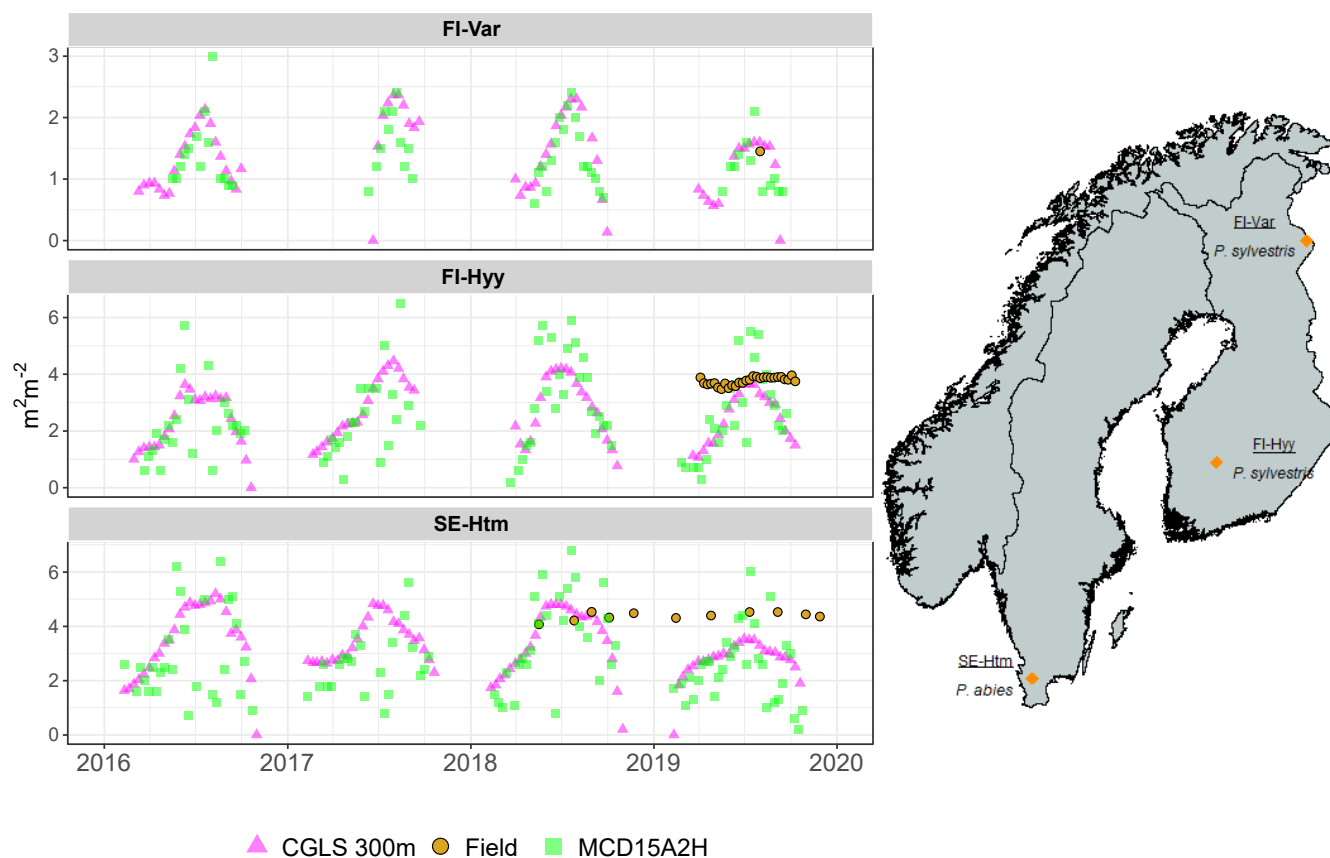 FI-Var
3
2
1
0
FI-Hyy
6
4
2
0
m²m⁻²
SE-Htm
6
4
2
0
2016 2017 2018 2019 2020
CGLS 300m Field MCD15A2H
FI-Var
P. sylvestris
FI-Hyy
P. sylvestris
SE-Htm
P. abies